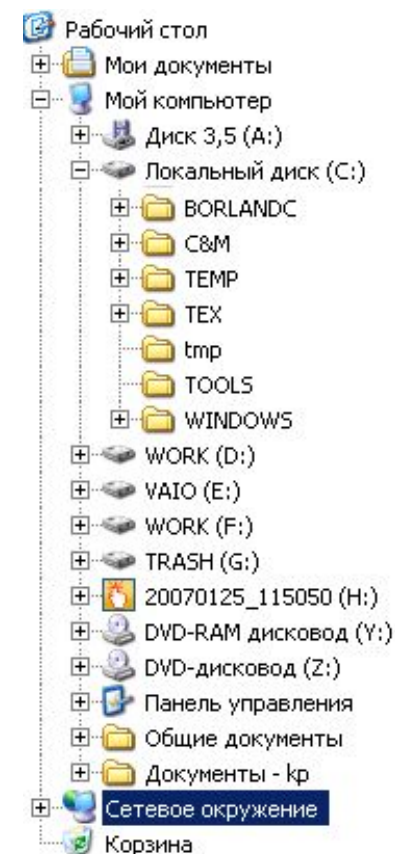 Рабочий стол
Мои документы
Мой компьютер
Диск 3,5 (A:)
Локальный диск (C:)
BORLANDC
C&M
TEMP
TEX
tmp
TOOLS
WINDOWS
WORK (D:)
VAIO (E:)
WORK (F:)
TRASH (G:)
20070125_115050 (H:)
DVD-RAM дисковод (Y:)
DVD-дисковод (Z:)
Панель управления
Общие документы
Документы - kp
Сетевое окружение
Корзина